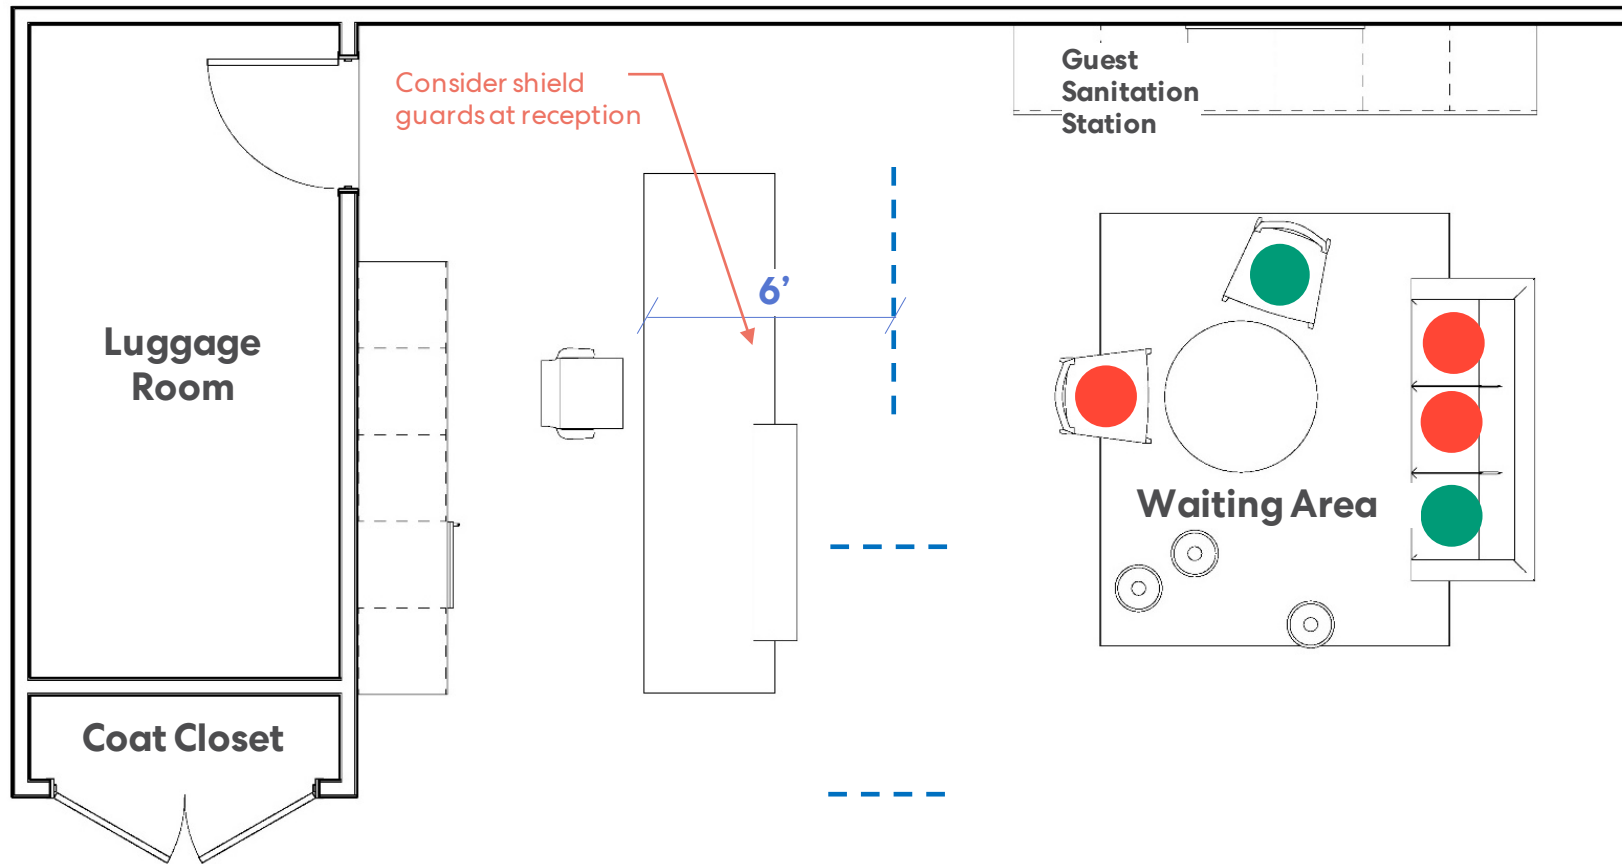 Consider shield
guards at reception
Guest
Sanitation
Station
6’
Luggage
Room
Waiting Area
Coat Closet